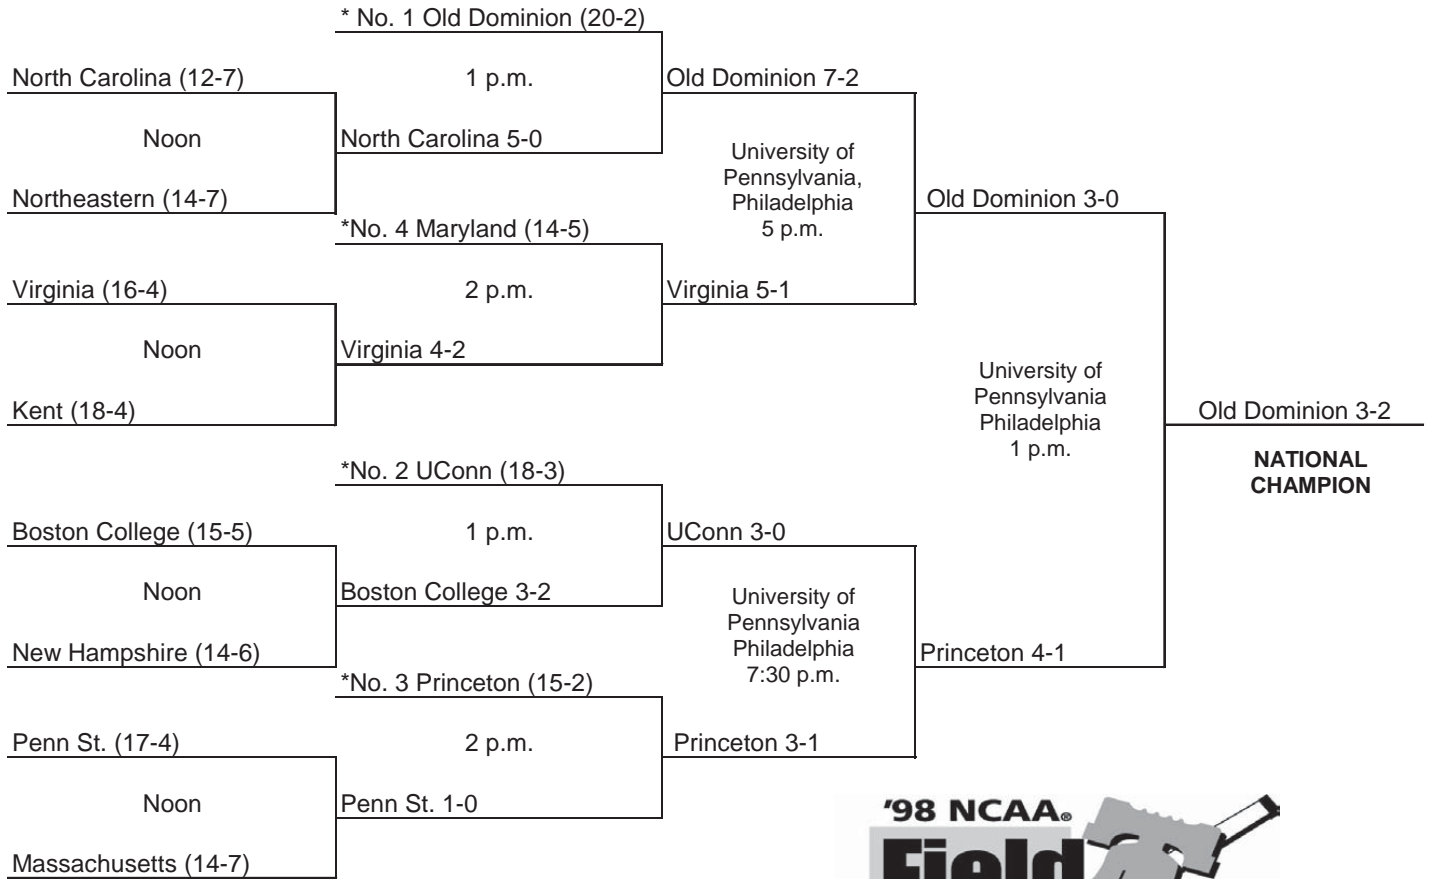 * No. 1 Old Dominion (20-2)
North Carolina (12-7)
1 p.m.
Old Dominion 7-2
Noon
North Carolina 5-0
University of
Pennsylvania,
Philadelphia
5 p.m.
Northeastern (14-7)
Old Dominion 3-0
*No. 4 Maryland (14-5)
Virginia (16-4)
2 p.m.
Virginia 5-1
Noon
Virginia 4-2
University of
Pennsylvania
Philadelphia
1 p.m.
Kent (18-4)
Old Dominion 3-2
NATIONAL
CHAMPION
*No. 2 UConn (18-3)
Boston College (15-5)
1 p.m.
UConn 3-0
Noon
Boston College 3-2
University of
Pennsylvania
Philadelphia
7:30 p.m.
New Hampshire (14-6)
Princeton 4-1
*No. 3 Princeton (15-2)
Penn St. (17-4)
2 p.m.
Princeton 3-1
Noon
Penn St. 1-0
Massachusetts (14-7)
'98 NCAA®
Field